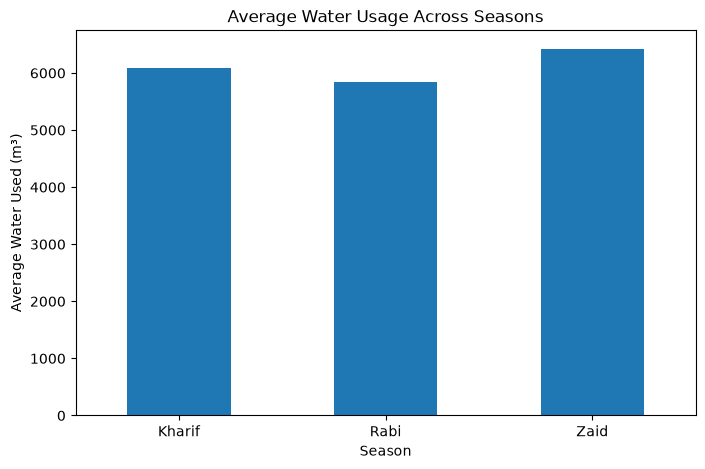 Average Water Usage Across Seasons
Average Water Used (m³)
6000
5000
4000
3000
2000
1000
0
Kharif
Rabi
Zaid
Season